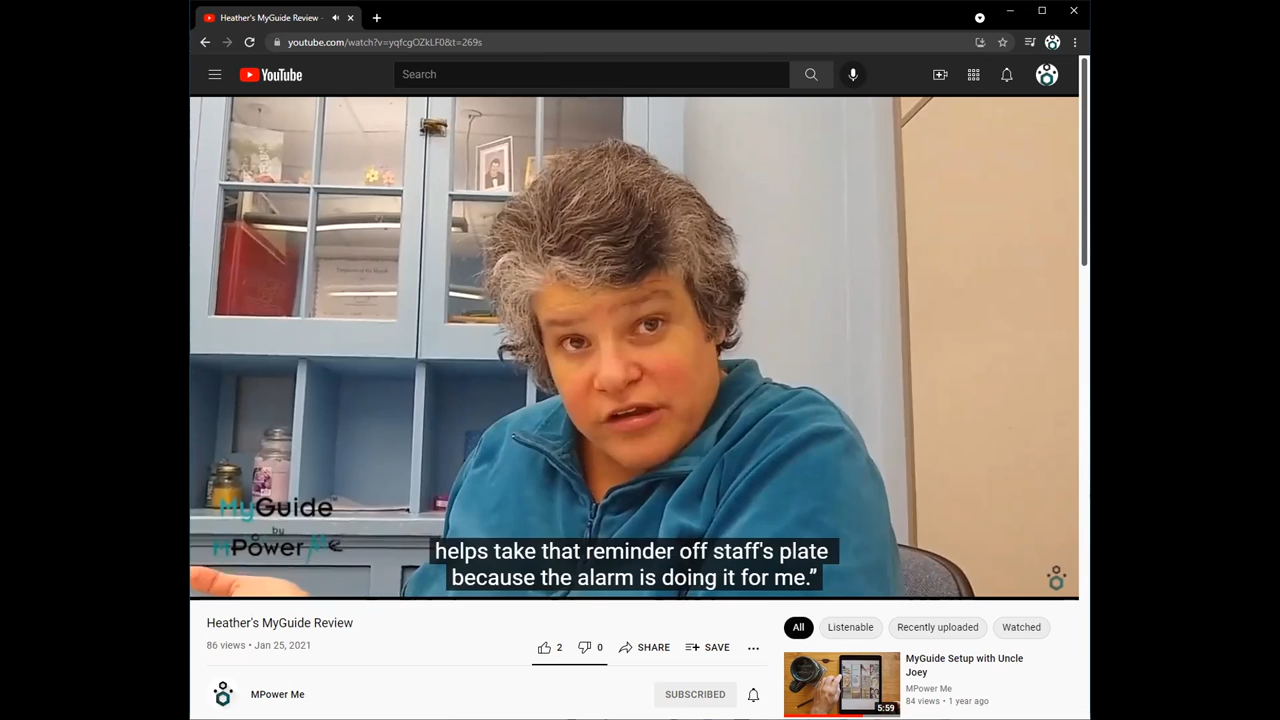 Heather's MyGuide Review -
youtube.com/watch?v=yqfcgOZkLF0&t=269s
YouTube
Search
MyGuide
by
MPower Me
helps take that reminder off staff's plate
because the alarm is doing it for me.”
Heather's MyGuide Review
86 views • Jan 25, 2021
2
0
SHARE
SAVE
MPower Me
SUBSCRIBED
All
Listenable
Recently uploaded
Watched
MyGuide Setup with Uncle
Joey
MPower Me
84 views • 1 year ago
5:59